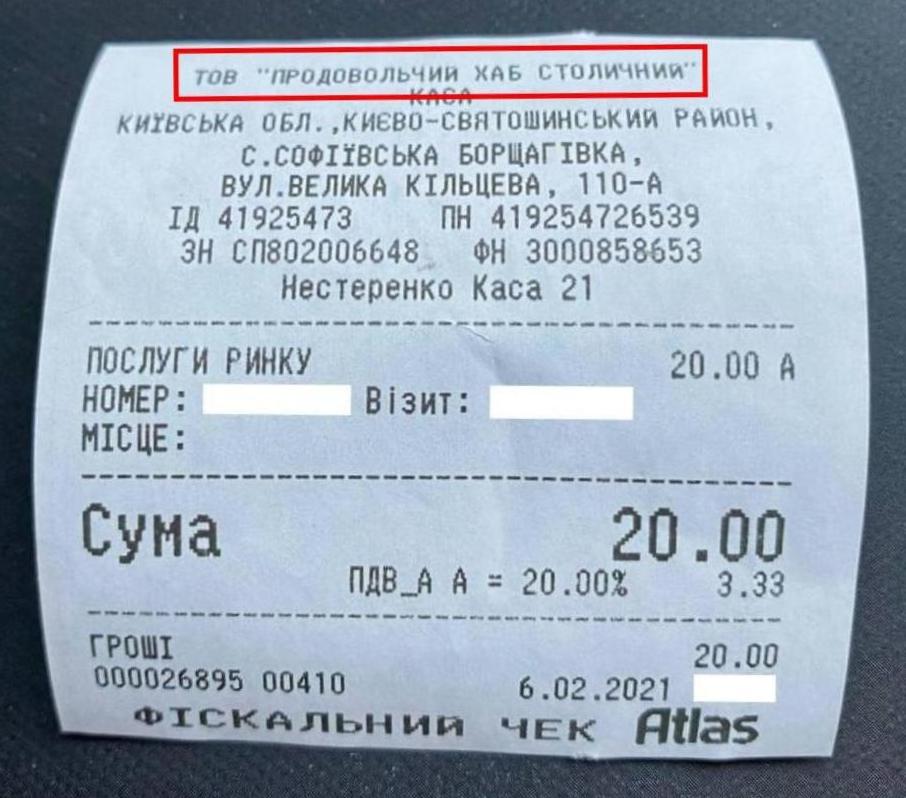 ТОВ "ПРОДОВОЛЬЧИЙ ХАБ СТОЛИЧНИЙ"
КАСА
КИЇВСЬКА ОБЛ.,КИЄВО-СВЯТОШИНСЬКИЙ РАЙОН,
С.СОФІЇВСЬКА БОРЩАГІВКА,
ВУЛ.ВЕЛИКА КІЛЬЦЕВА, 110-А
ІД 41925473 ПН 419254726539
ЗН СП802006648 ФН 3000858653
Нестеренко Каса 21
ПОСЛУГИ РИНКУ 20.00 А
НОМЕР: Візит:
МІСЦЕ:
Сума 20.00
ПДВ_А А = 20.00% 3.33
ГРОШІ 20.00
000026895 00410 6.02.2021
ФІСКАЛЬНИЙ ЧЕК Atlas